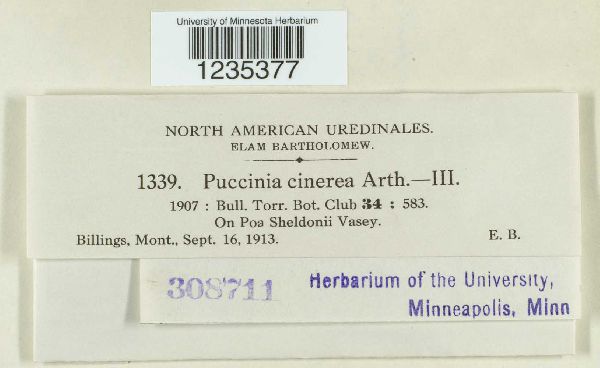 University of Minnesota Herbarium
1235377
NORTH AMERICAN UREDINALES.
ELAM BARTHOLOMEW.
1339. Puccinia cinerea Arth.—III.
1907 : Bull. Torr. Bot. Club 34 : 583.
On Poa Sheldonii Vasey.
Billings, Mont., Sept. 16, 1913. E. B.
308711 Herbarium of the University,
Minneapolis, Minn